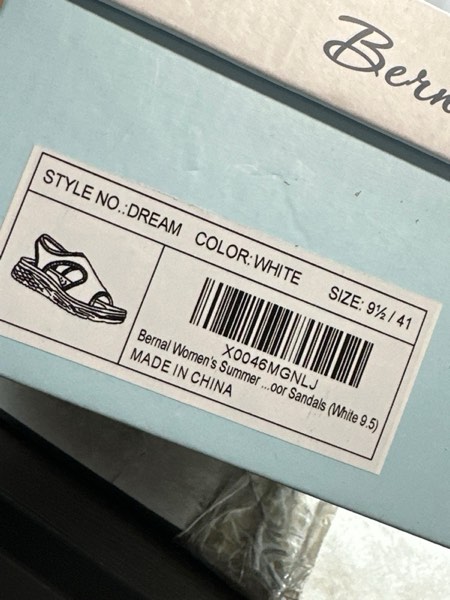 Bern
STYLE NO.:DREAM COLOR:WHITE SIZE: 9½ / 41
X0046MGNLJ
Bernal Women's Summer ...oor Sandals (White 9.5)
MADE IN CHINA